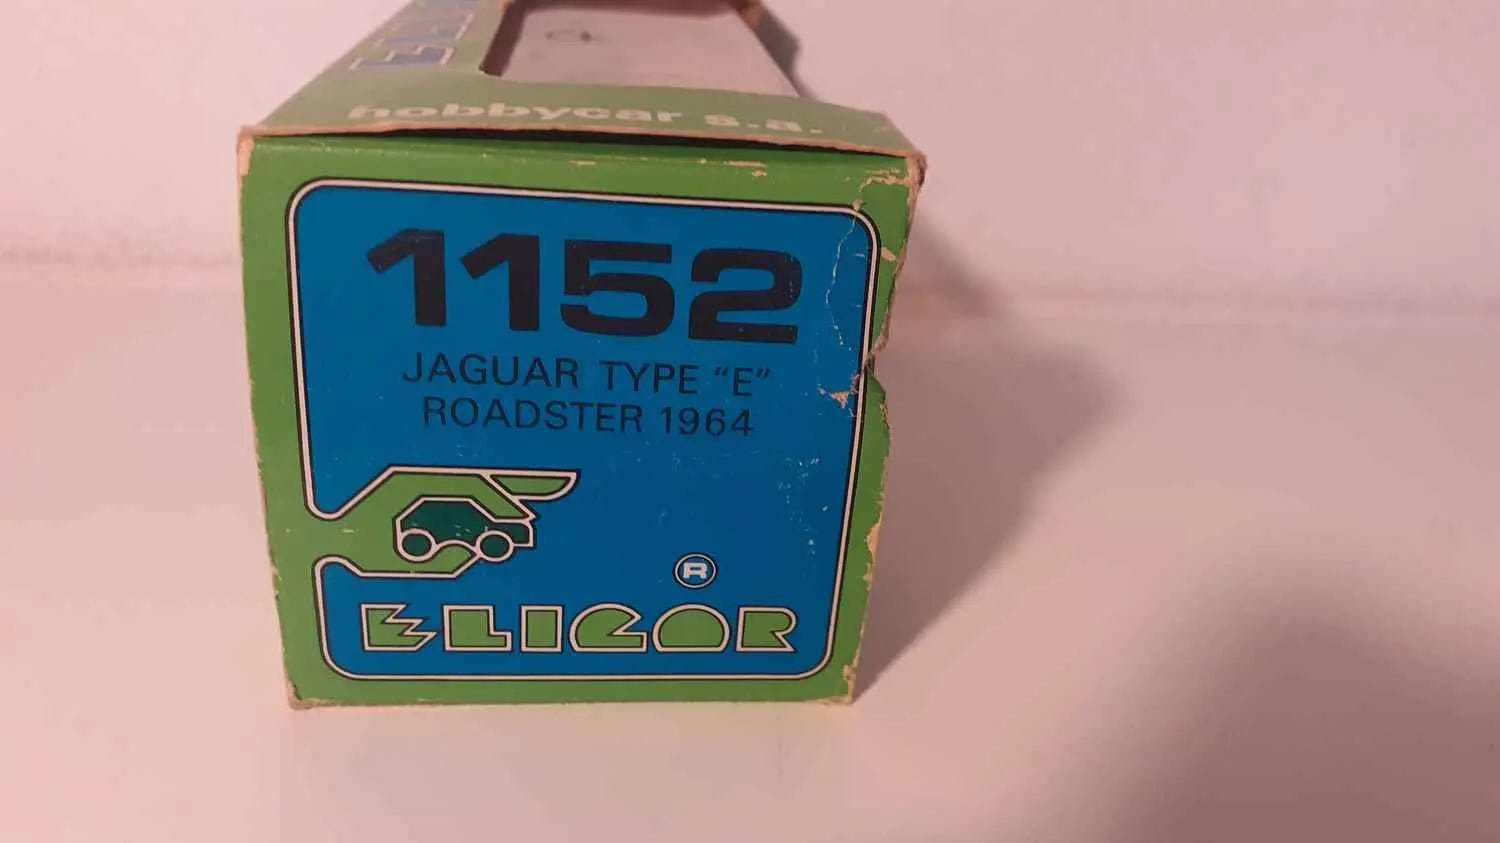 hobbycar s.a.
1152
JAGUAR TYPE "E"
ROADSTER 1964
®
ELIGOR